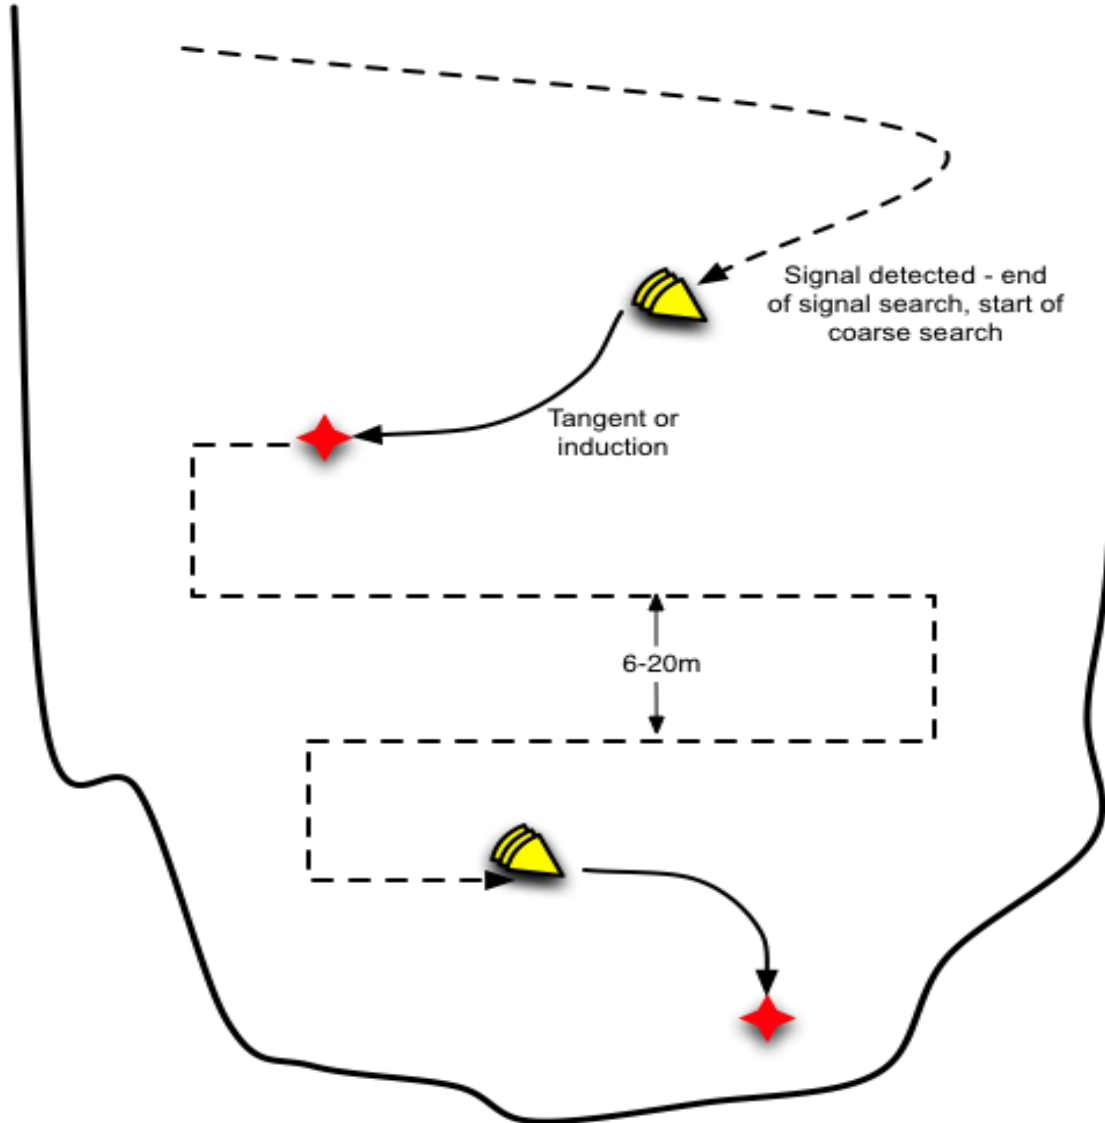 Signal detected - end
of signal search, start of
coarse search
Tangent or
induction
6-20m